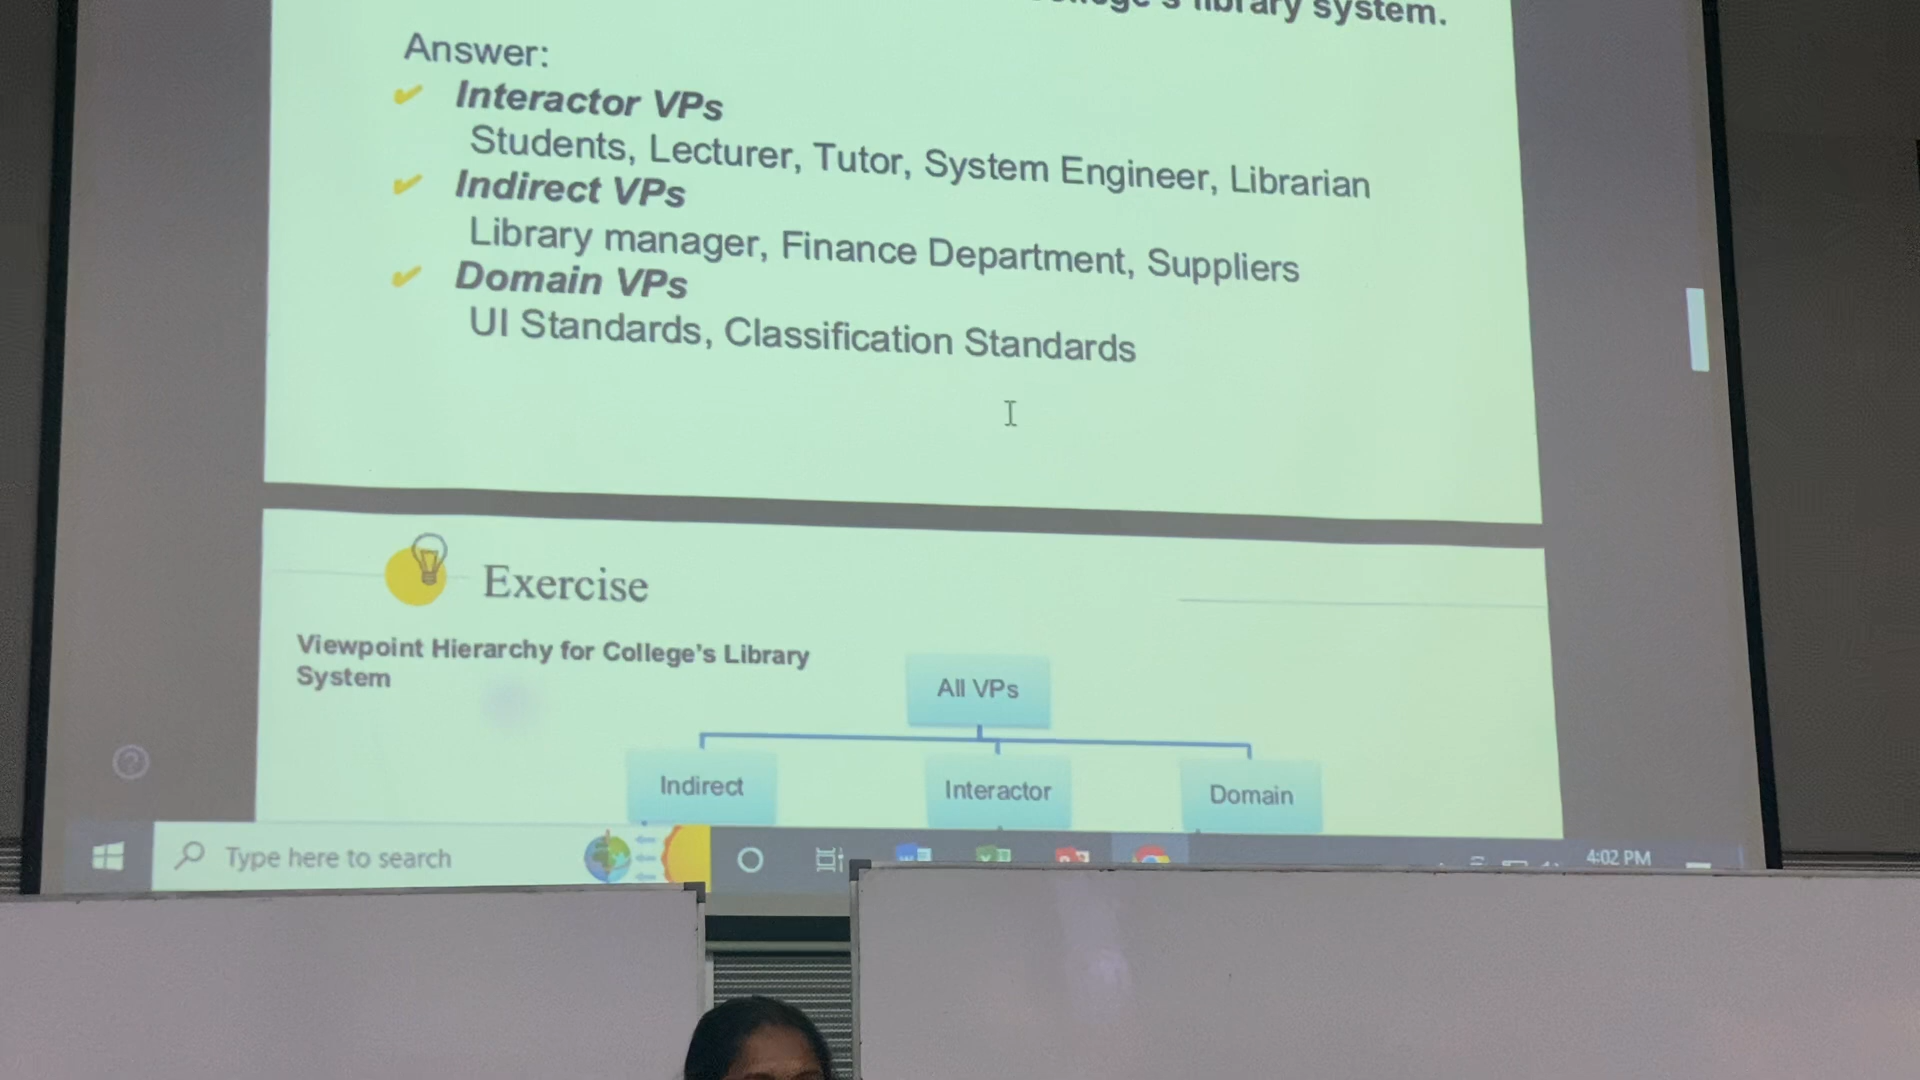 library system.
Answer:
✔ Interactor VPs
Students, Lecturer, Tutor, System Engineer, Librarian
✔ Indirect VPs
Library manager, Finance Department, Suppliers
✔ Domain VPs
UI Standards, Classification Standards
Exercise
Viewpoint Hierarchy for College's Library
System
All VPs
Indirect
Interactor
Domain
Type here to search
4:02 PM